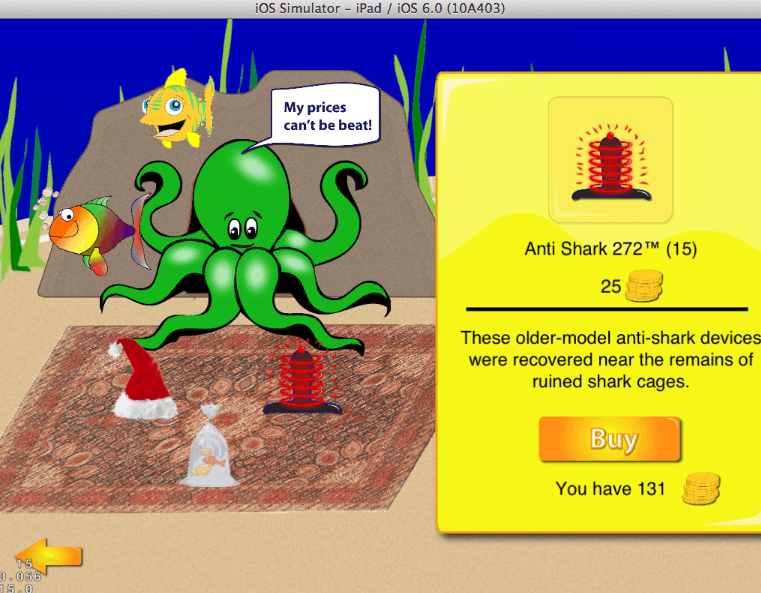 iOS Simulator – iPad / iOS 6.0 (10A403)
My prices
can't be beat!
Anti Shark 272™ (15)
25
These older-model anti-shark devices
were recovered near the remains of
ruined shark cages.
Buy
You have 131
15
0.056
15.0